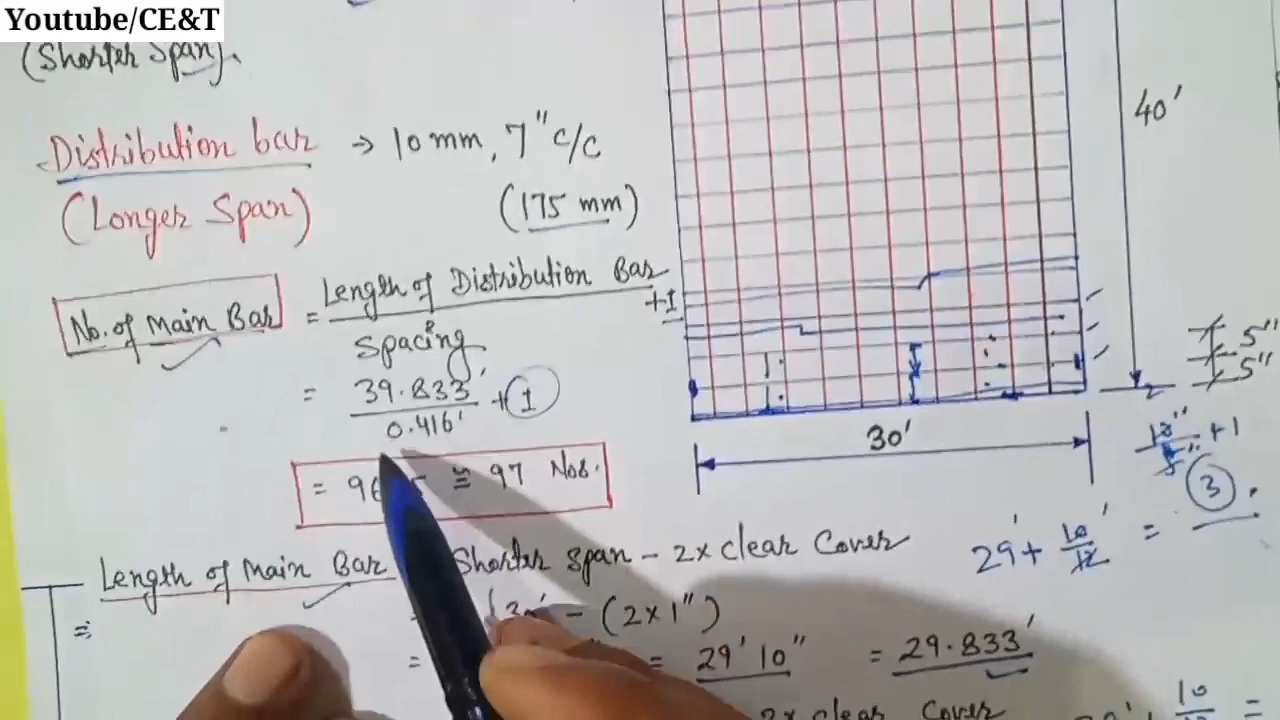 Youtube/CE&T
(Shorter Span).
Distribution bar → 10 mm, 7" c/c
(Longer Span) (175 mm)
No. of Main Bar = Length of Distribution Bar +1
Spacing
= 39.833' + 1
0.416'
= ≅ 97 Nos.
Length of Main Bar Shorter Span - 2x clear Cover
= - (2x1")
= = 29' 10" = 29.833'
2x clear Cover
40'
5"
5"
+1
3.
30'
29' + 10/12' =
10